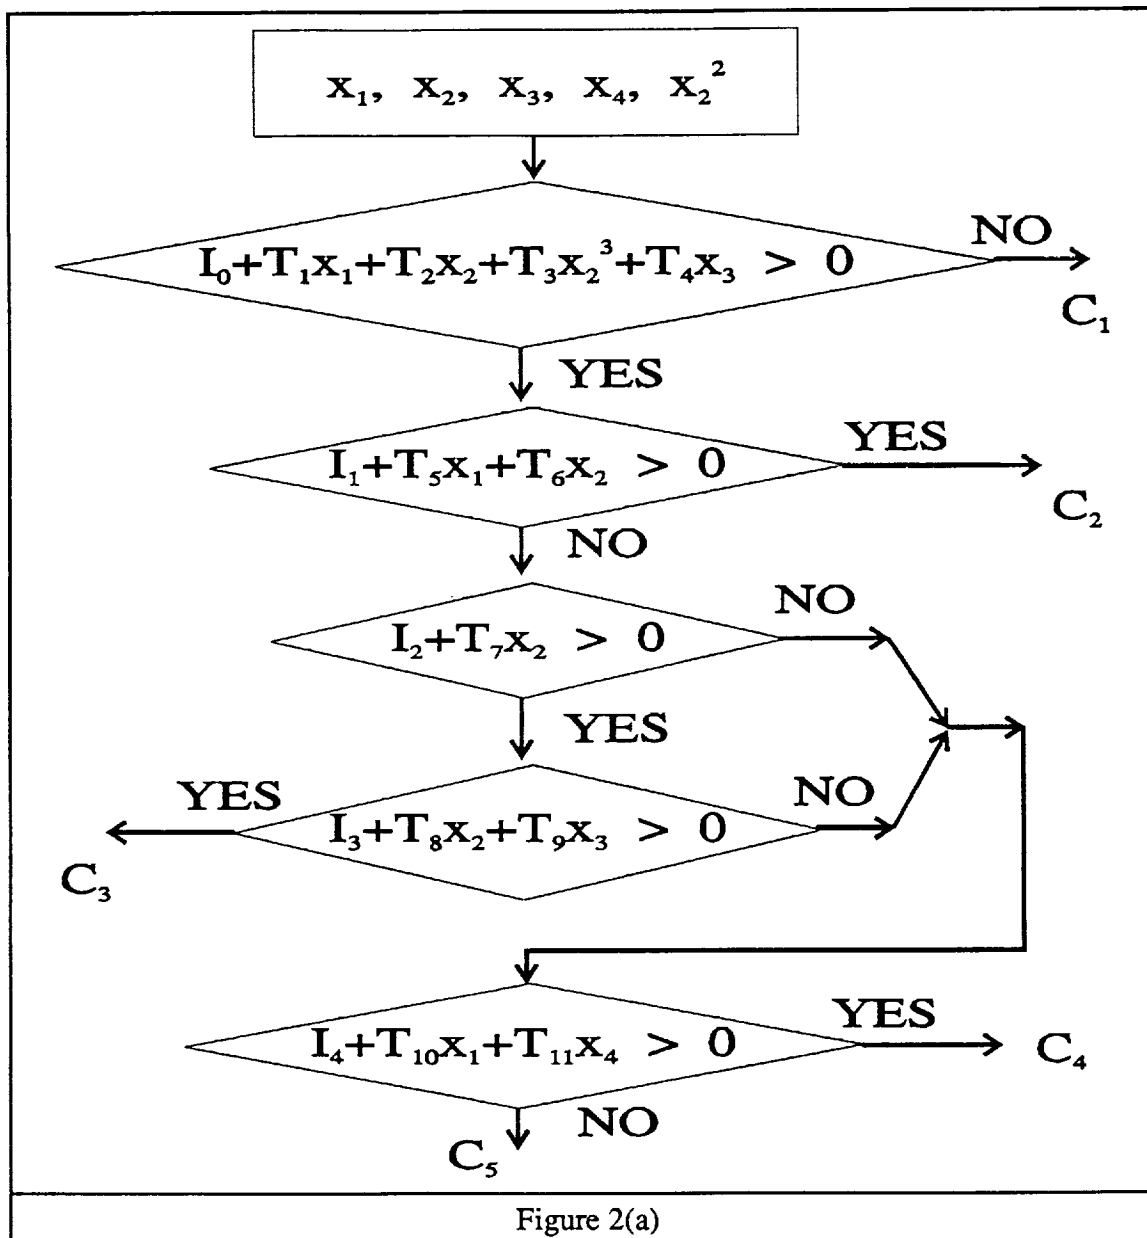 x₁, x₂, x₃, x₄, x₂²
I₀+T₁x₁+T₂x₂+T₃x₂³+T₄x₃ > 0
NO
C₁
YES
I₁+T₅x₁+T₆x₂ > 0
YES
C₂
NO
I₂+T₇x₂ > 0
NO
YES
I₃+T₈x₂+T₉x₃ > 0
YES
NO
C₃
I₄+T₁₀x₁+T₁₁x₄ > 0
YES
C₄
NO
C₅
Figure 2(a)